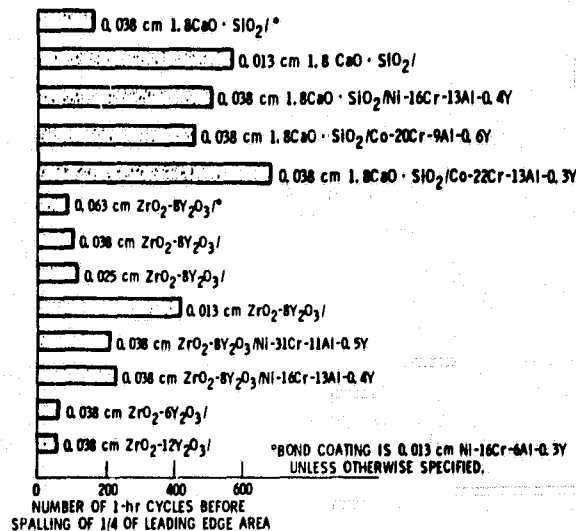 0.038 cm 1.8CaO · SiO2/*
0.013 cm 1.8 CaO · SiO2/
0.038 cm 1.8CaO · SiO2/Ni-16Cr-13Al-0.4Y
0.038 cm 1.8CaO · SiO2/Co-20Cr-9Al-0.6Y
0.038 cm 1.8CaO · SiO2/Co-22Cr-13Al-0.3Y
0.063 cm ZrO2-8Y2O3/*
0.038 cm ZrO2-8Y2O3/
0.025 cm ZrO2-8Y2O3/
0.013 cm ZrO2-8Y2O3/
0.038 cm ZrO2-8Y2O3/Ni-31Cr-11Al-0.5Y
0.038 cm ZrO2-8Y2O3/Ni-16Cr-13Al-0.4Y
0.038 cm ZrO2-6Y2O3/
0.038 cm ZrO2-12Y2O3/
*BOND COATING IS 0.013 cm Ni-16Cr-6Al-0.3Y
UNLESS OTHERWISE SPECIFIED.
0 200 400 600
NUMBER OF 1-hr CYCLES BEFORE
SPALLING OF 1/4 OF LEADING EDGE AREA